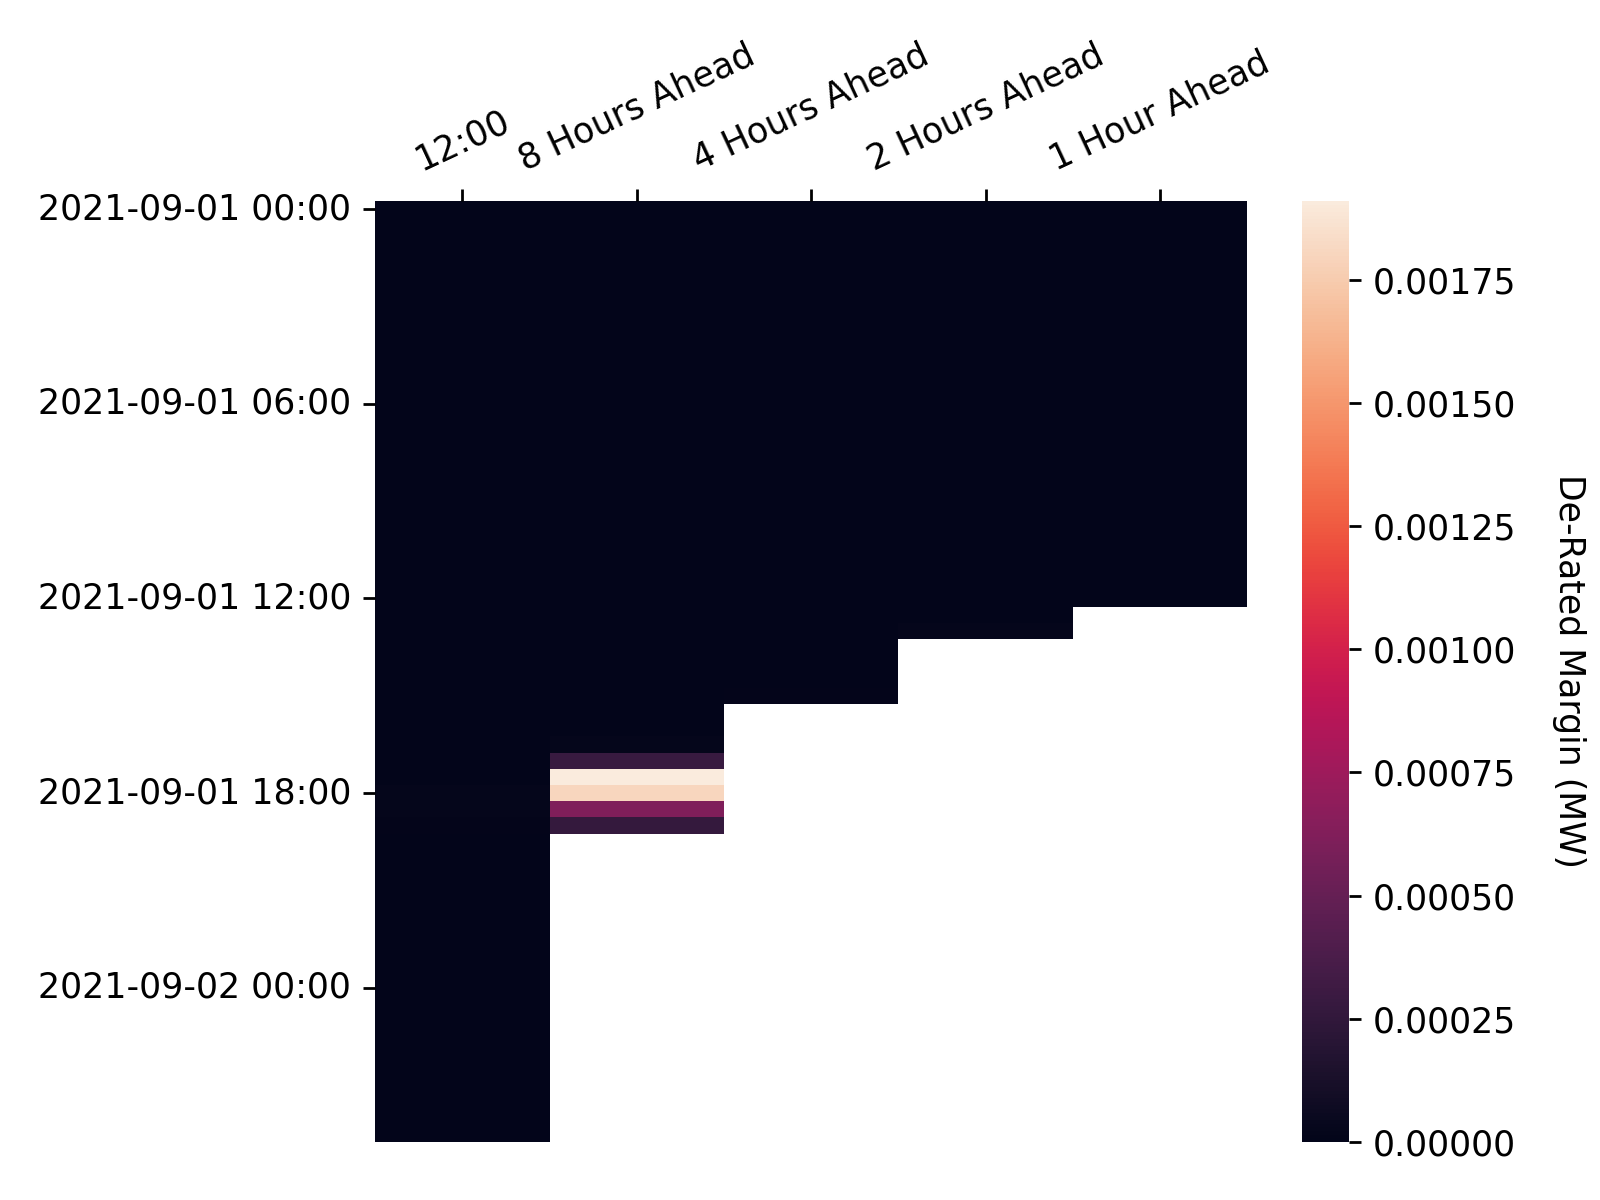 12:00
8 Hours Ahead
4 Hours Ahead
2 Hours Ahead
1 Hour Ahead
2021-09-01 00:00
2021-09-01 06:00
2021-09-01 12:00
2021-09-01 18:00
2021-09-02 00:00
0.00175
0.00150
0.00125
0.00100
0.00075
0.00050
0.00025
0.00000
De-Rated Margin (MW)